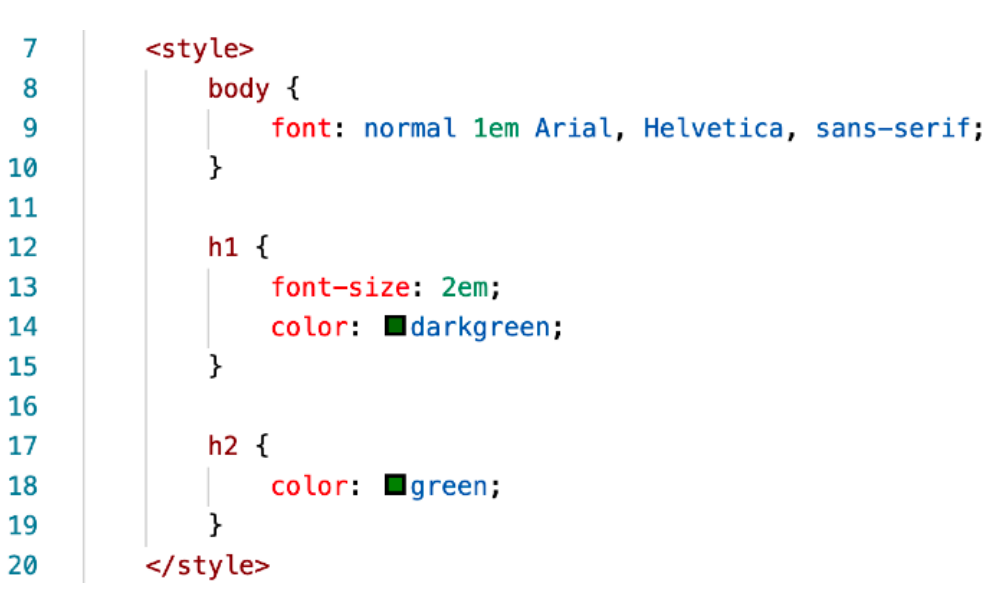 7 <style>
8 body {
9 font: normal 1em Arial, Helvetica, sans-serif;
10 }
11
12 h1 {
13 font-size: 2em;
14 color: darkgreen;
15 }
16
17 h2 {
18 color: green;
19 }
20 </style>